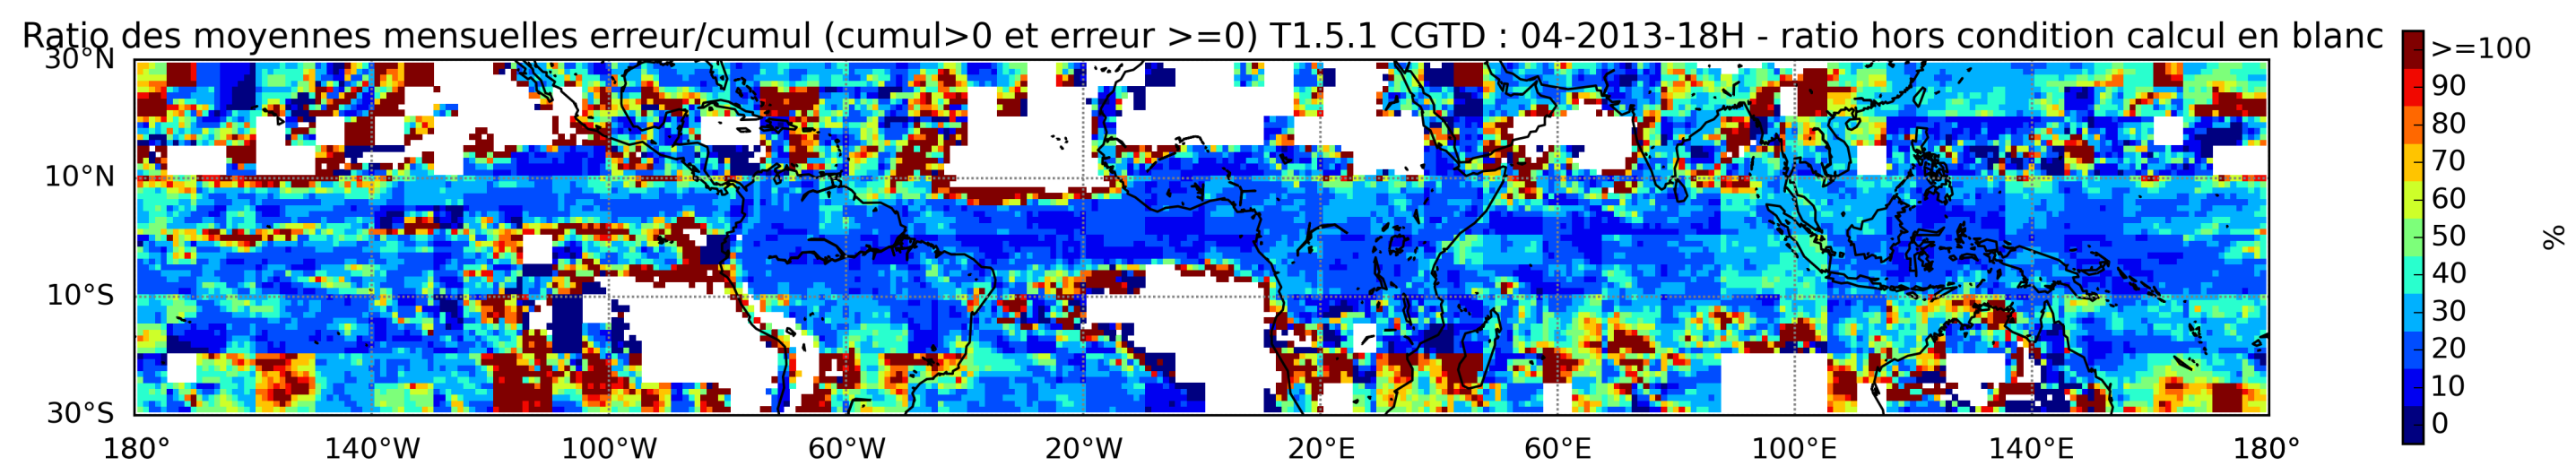 Ratio des moyennes mensuelles erreur/cumul (cumul>0 et erreur >=0) T1.5.1 CGTD : 04-2013-18H - ratio hors condition calcul en blanc
30°N
10°N
10°S
30°S
180° 140°W 100°W 60°W 20°W 20°E 60°E 100°E 140°E 180°
>=100
90
80
70
60
50
40
30
20
10
0
%